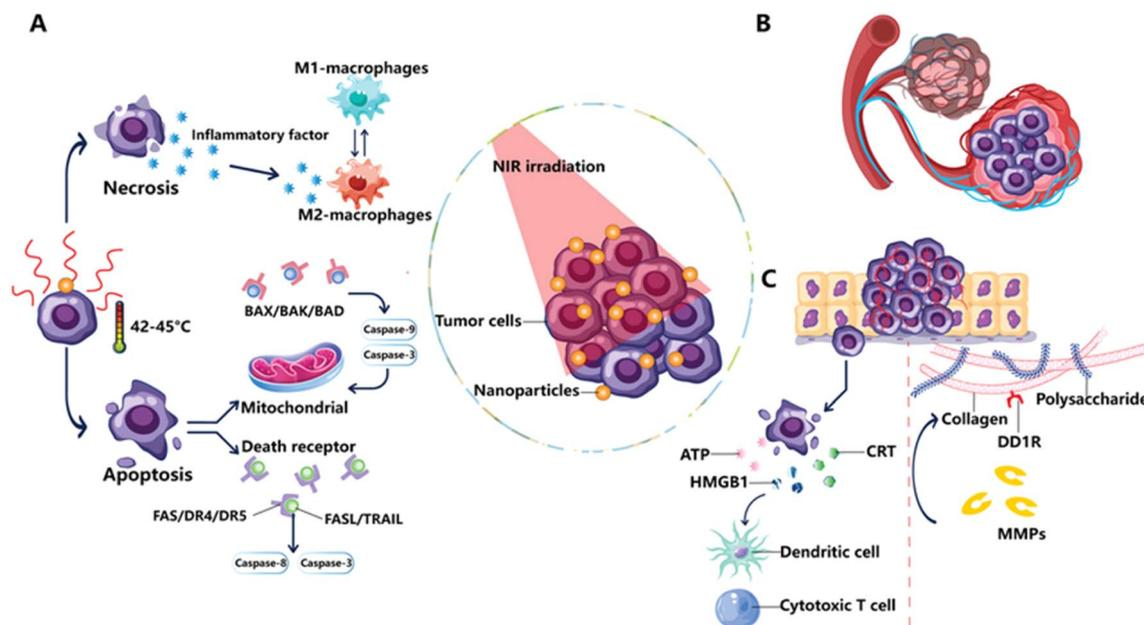 A
M1-macrophages
Inflammatory factor
Necrosis
M2-macrophages
42-45°C
BAX/BAK/BAD
Caspase-9
Caspase-3
Mitochondrial
Apoptosis
Death receptor
FAS/DR4/DR5
FASL/TRAIL
Caspase-8
Caspase-3
NIR irradiation
Tumor cells
Nanoparticles
B
C
ATP
CRT
HMGB1
Dendritic cell
Cytotoxic T cell
Polysaccharide
Collagen
DD1R
MMPs